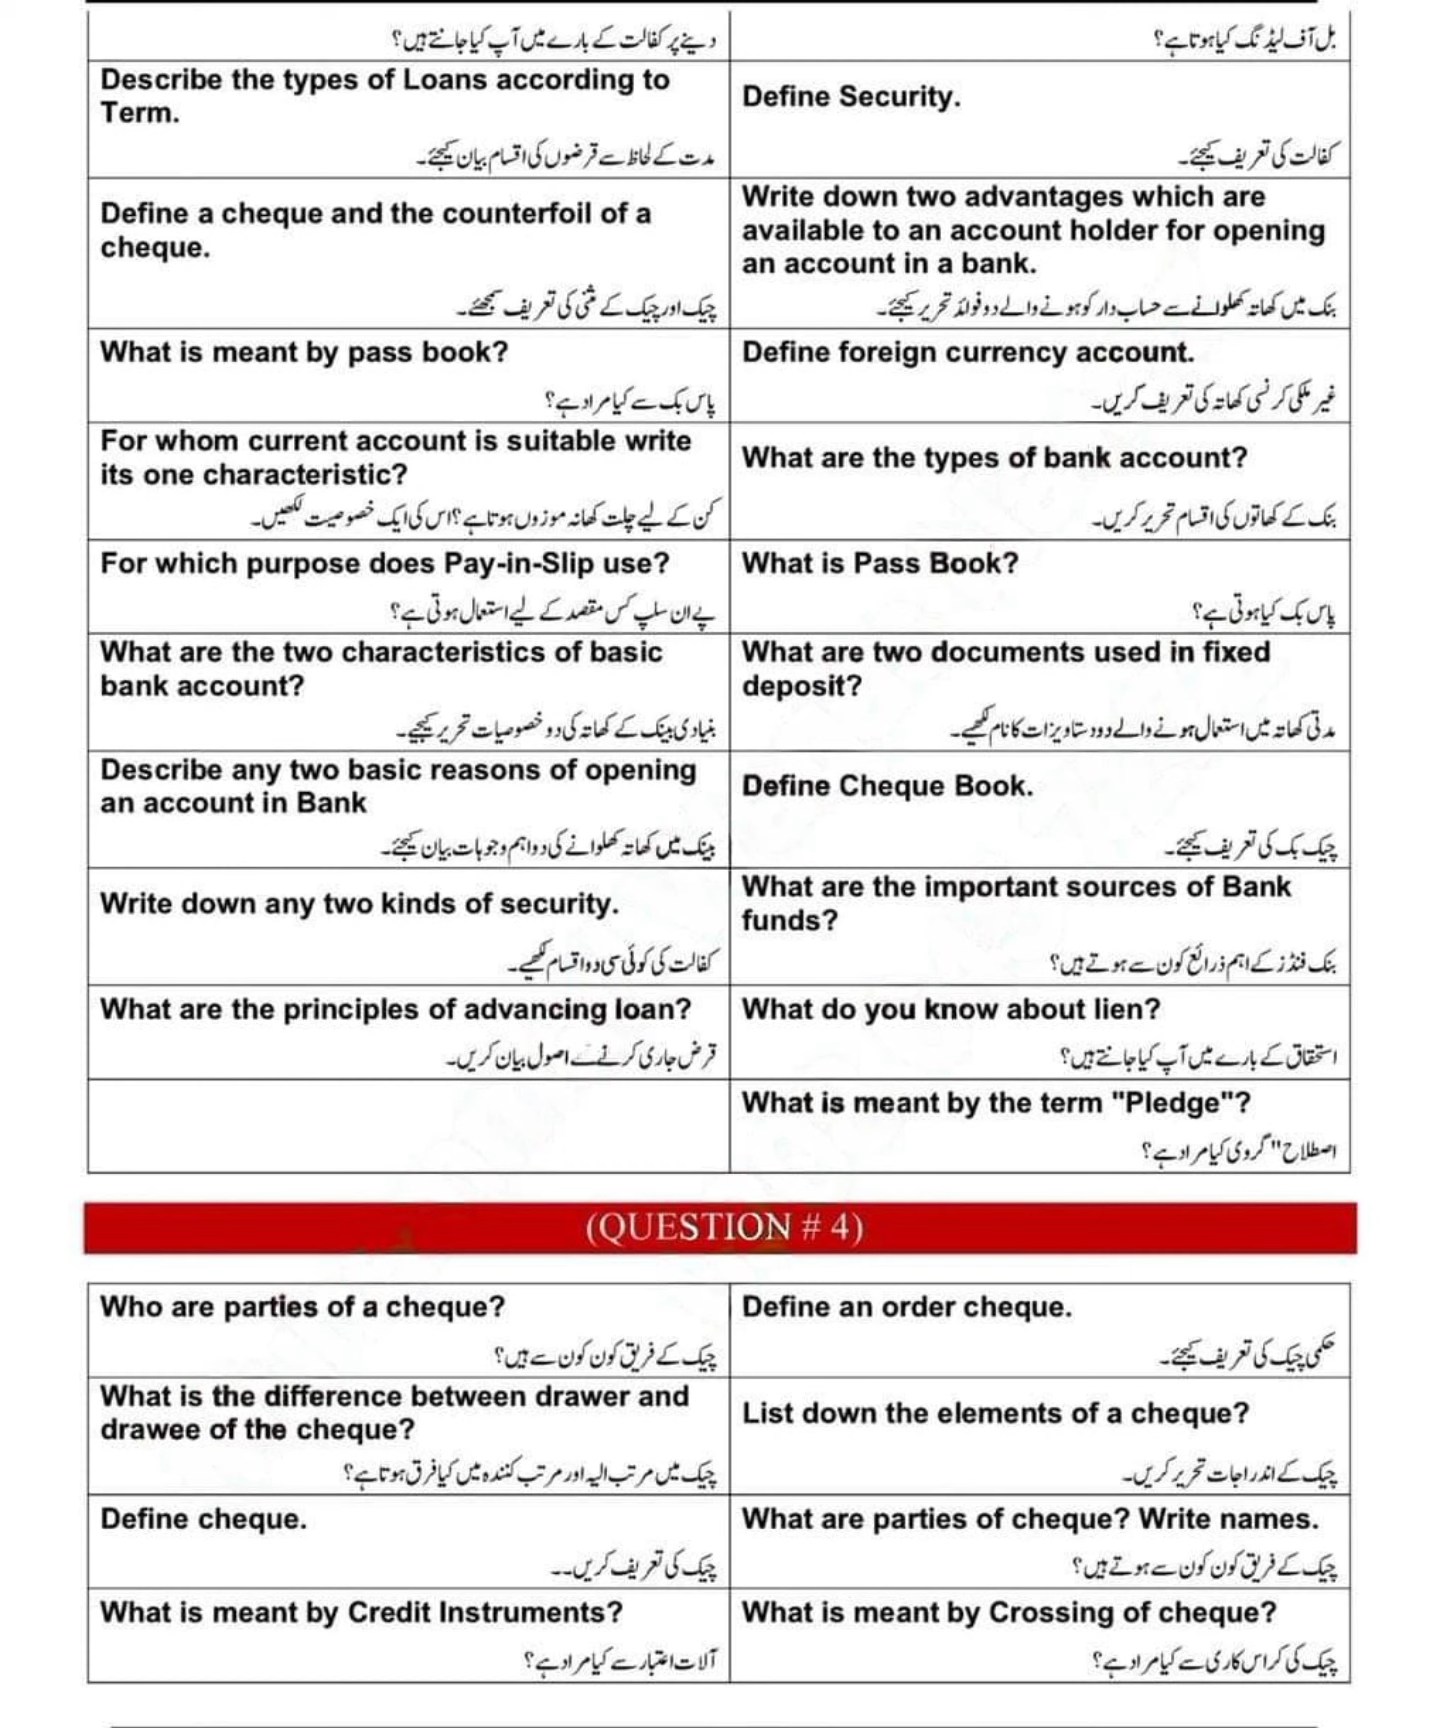 دینے پر کفالت کے بارے میں آپ کیا جانتے ہیں؟
بل آف لیڈنگ کیا ہوتا ہے؟
Describe the types of Loans according to
Term.
مدت کے لحاظ سے قرضوں کی اقسام بیان کیجئے۔
Define Security.
کفالت کی تعریف کیجئے۔
Define a cheque and the counterfoil of a
cheque.
چیک اور چیک کے مثنیٰ کی تعریف سمجھئے۔
Write down two advantages which are
available to an account holder for opening
an account in a bank.
بنک میں کھاتہ کھلوانے سے حساب دار کو ہونے والے دو فوائد تحریر کیجئے۔
What is meant by pass book?
پاس بک سے کیا مراد ہے؟
Define foreign currency account.
غیر ملکی کرنسی کھاتہ کی تعریف کریں۔
For whom current account is suitable write
its one characteristic?
کن کے لیے چلت کھاتہ موزوں ہوتا ہے؟ اس کی ایک خصوصیت لکھیں۔
What are the types of bank account?
بنک کے کھاتوں کی اقسام تحریر کریں۔
For which purpose does Pay-in-Slip use?
پے ان سلپ کس مقصد کے لیے استعمال ہوتی ہے؟
What is Pass Book?
پاس بک کیا ہوتی ہے؟
What are the two characteristics of basic
bank account?
بنیادی بینک کے کھاتہ کی دو خصوصیات تحریر کیجیے۔
What are two documents used in fixed
deposit?
مدتی کھاتہ میں استعمال ہونے والے دو دستاویزات کا نام لکھیے۔
Describe any two basic reasons of opening
an account in Bank
بینک میں کھاتہ کھلوانے کی دو اہم وجوہات بیان کیجئے۔
Define Cheque Book.
چیک بک کی تعریف کیجئے۔
Write down any two kinds of security.
کفالت کی کوئی سی دو اقسام لکھیے۔
What are the important sources of Bank
funds?
بنک فنڈز کے اہم ذرائع کون سے ہوتے ہیں؟
What are the principles of advancing loan?
قرض جاری کرنے کے اصول بیان کریں۔
What do you know about lien?
استحقاق کے بارے میں آپ کیا جانتے ہیں؟
What is meant by the term "Pledge"?
اصطلاح "گروی کیا مراد ہے؟
(QUESTION # 4)
Who are parties of a cheque?
چیک کے فریق کون کون سے ہیں؟
Define an order cheque.
حکمی چیک کی تعریف کیجئے۔
What is the difference between drawer and
drawee of the cheque?
چیک میں مرتب الیہ اور مرتب کنندہ میں کیا فرق ہوتا ہے؟
List down the elements of a cheque?
چیک کے اندراجات تحریر کریں۔
Define cheque.
چیک کی تعریف کریں۔۔
What are parties of cheque? Write names.
چیک کے فریق کون کون سے ہوتے ہیں؟
What is meant by Credit Instruments?
آلات اعتبار سے کیا مراد ہے؟
What is meant by Crossing of cheque?
چیک کی کراس کاری سے کیا مراد ہے؟